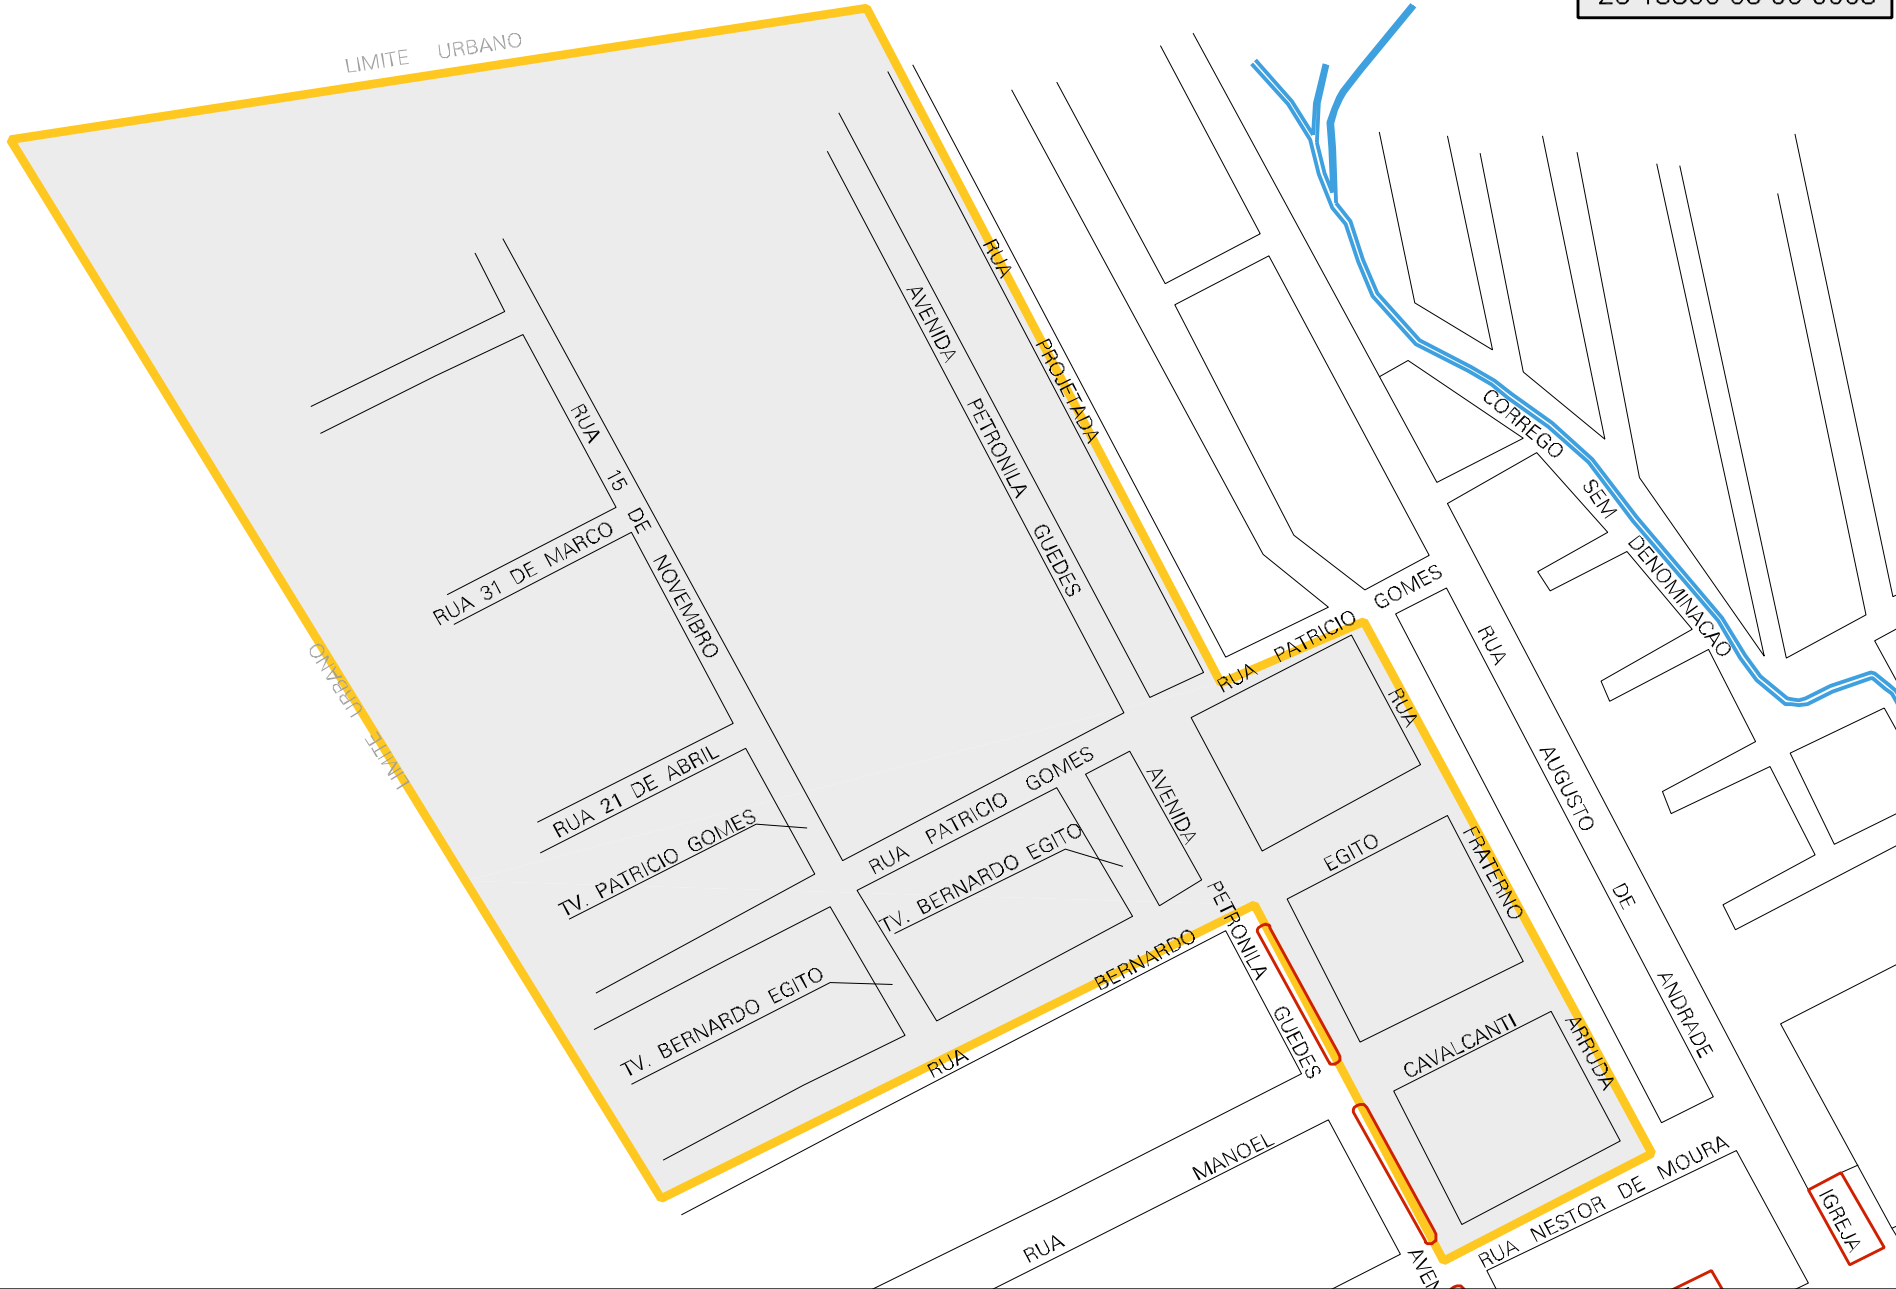 LIMITE URBANO
RUA PROJETADA
AVENIDA PETRONILA GUEDES
RUA 15 DE NOVEMBRO
RUA 31 DE MARCO
CORREGO SEM DENOMINACAO
LIMITE URBANO
RUA PATRICIO GOMES
RUA AUGUSTO DE ANDRADE
RUA FRATERNO ARRUDA
RUA 21 DE ABRIL
TV. PATRICIO GOMES
RUA PATRICIO GOMES
TV. BERNARDO EGITO
AVENIDA PETRONILA GUEDES
TV. BERNARDO EGITO
RUA BERNARDO EGITO CAVALCANTI
RUA MANOEL
RUA NESTOR DE MOURA
IGREJA